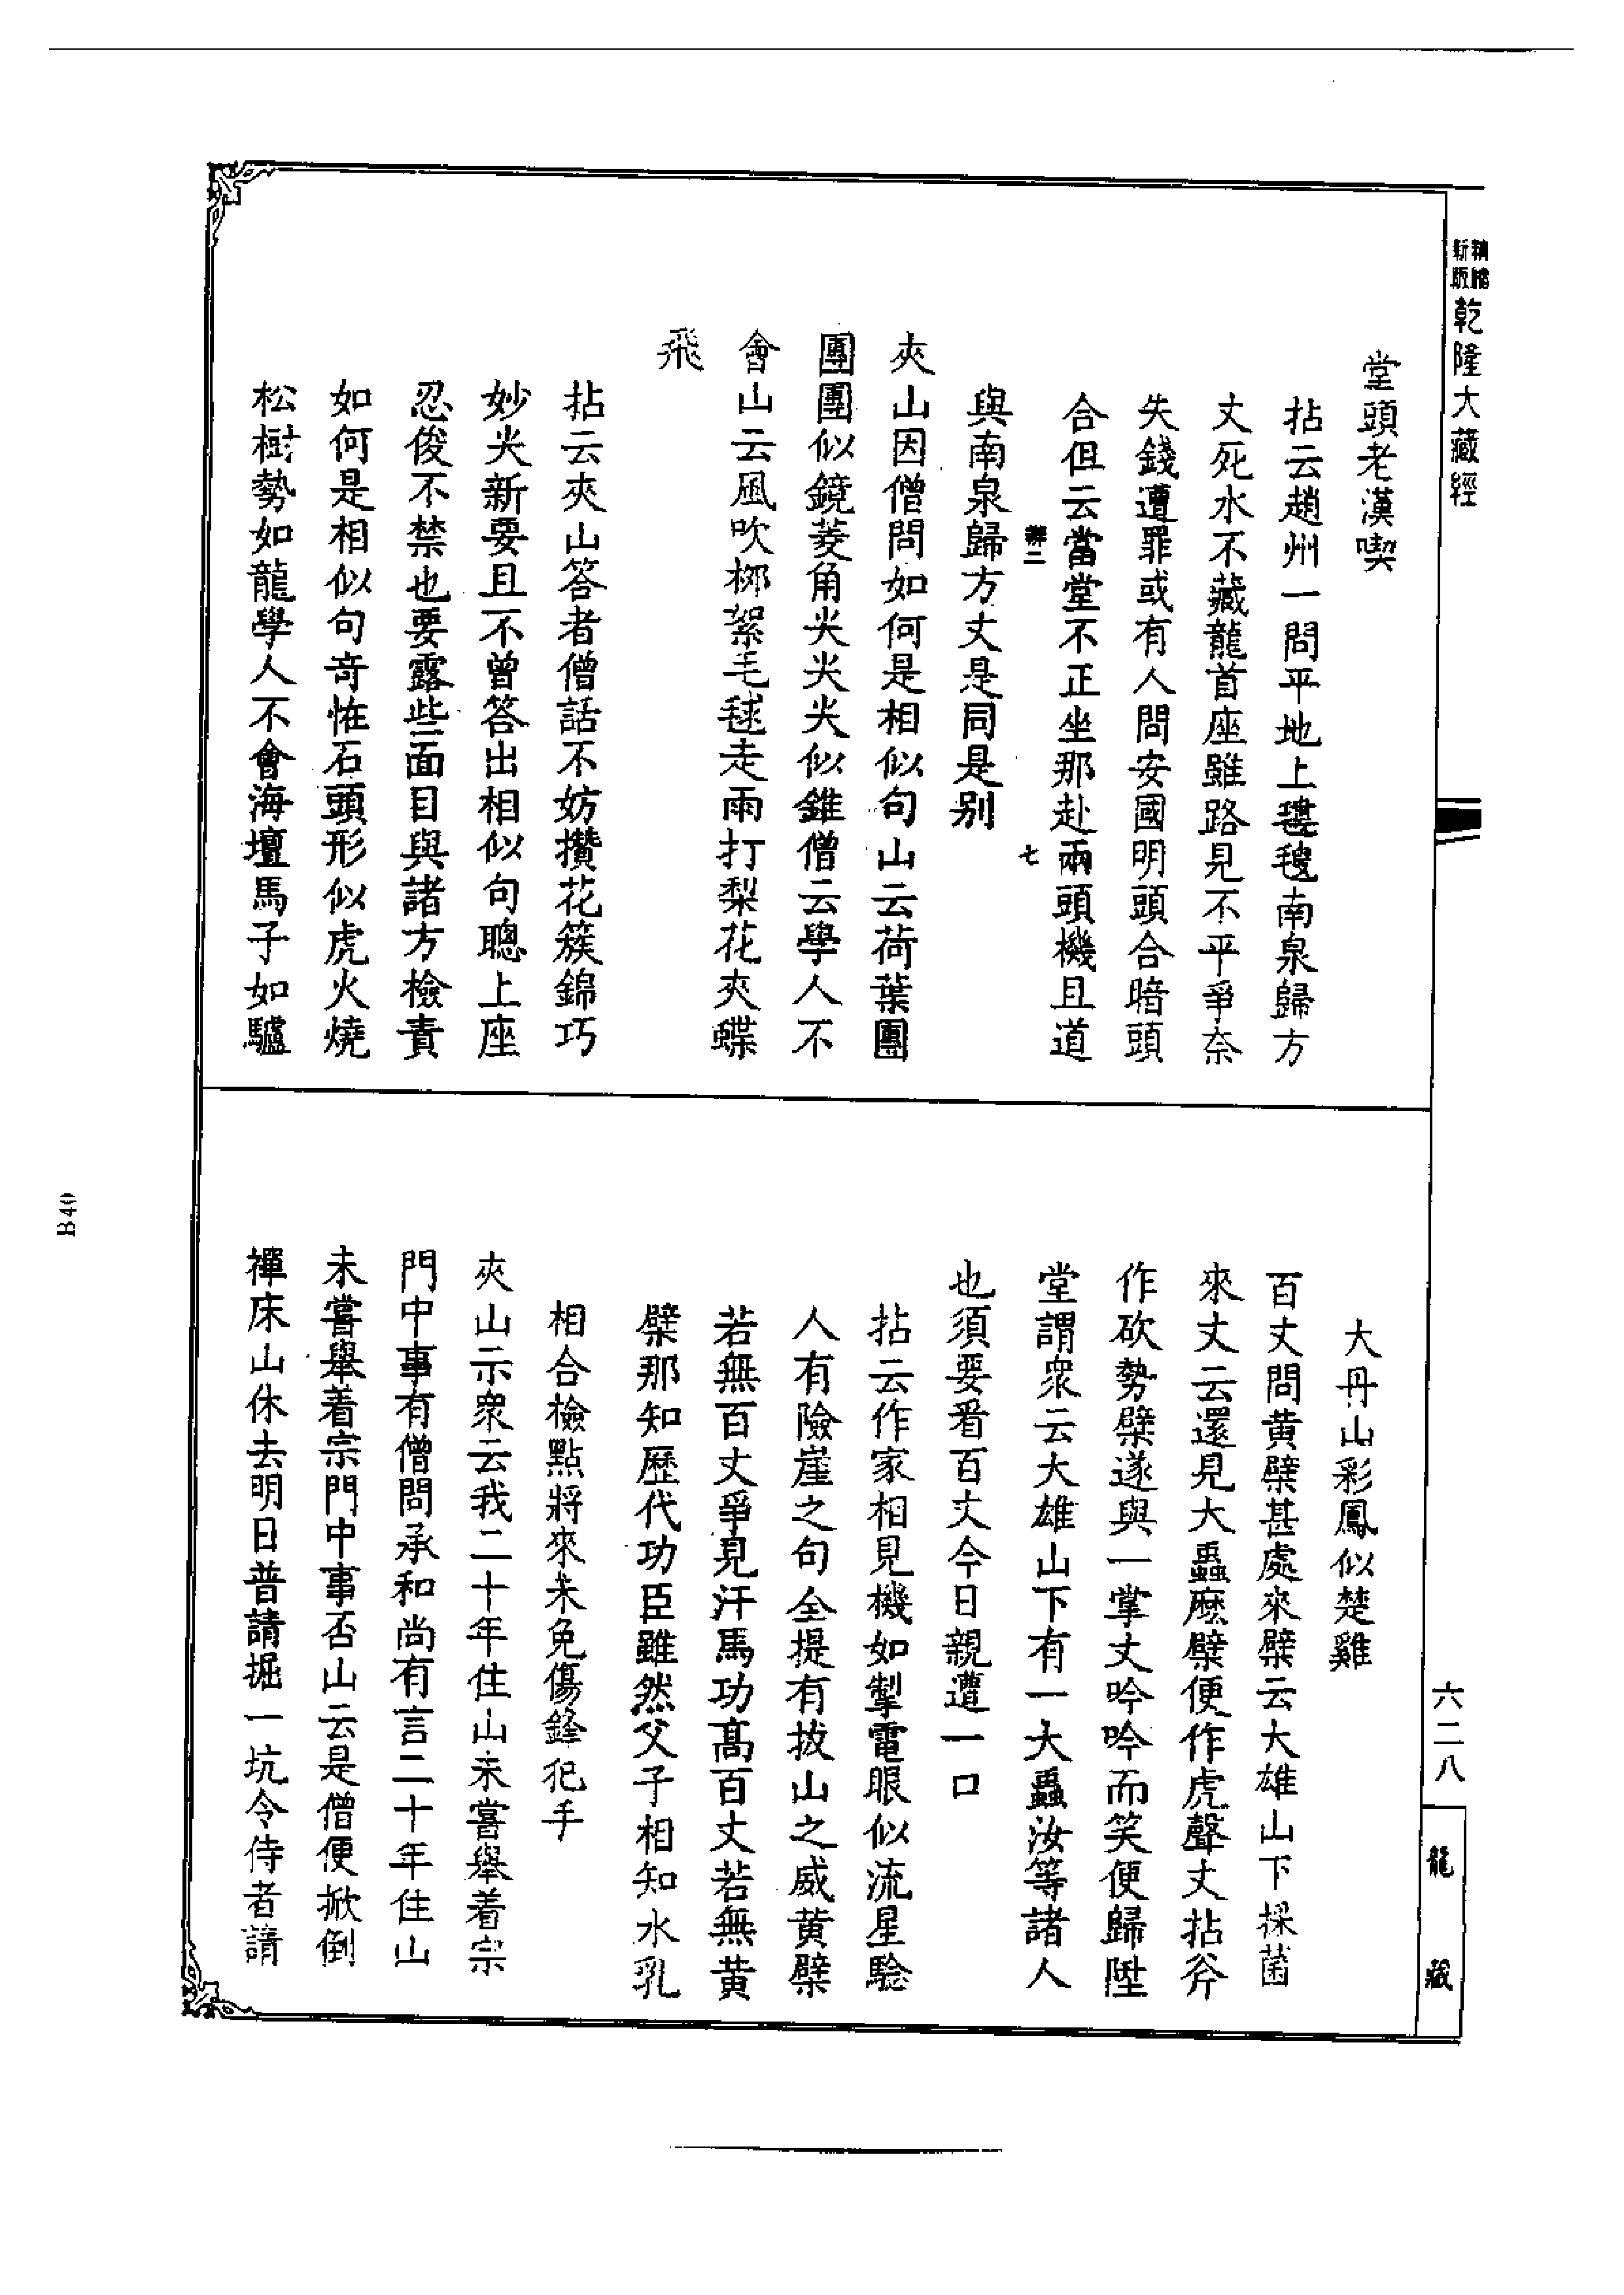 新版
精縮
乾隆大藏經
堂頭老漢喫
拈云趙州一問平地上毾㲪南泉歸方
丈死水不藏龍首座雖路見不平爭奈
失錢遭罪或有人問安國明頭合暗頭
合但云當堂不正坐那赴兩頭機且道
與南泉歸方丈是同是别
夾山因僧問如何是相似句山云荷葉團
團團似鏡菱角尖尖尖似錐僧云學人不
會山云風吹栁絮毛毬走雨打梨花夾蝶
飛
拈云夾山答者僧話不妨攢花簇錦巧
妙尖新要且不曾答出相似句聰上座
忍俊不禁也要露些面目與諸方檢責
如何是相似句竒恠石頭形似虎火燒
松樹勢如龍學人不會海壇馬子如驢
二
七
大丹山彩鳳似楚雞
百丈問黄檗甚處來檗云大雄山下採菌
來丈云還見大蟲麽檗便作虎聲丈拈斧
作砍勢檗遂與一掌丈吟吟而笑便歸陞
堂謂衆云大雄山下有一大蟲汝等諸人
也須要看百丈今日親遭一口
拈云作家相見機如掣電眼似流星驗
人有險崖之句全提有拔山之威黄檗
若無百丈爭見汗馬功高百丈若無黄
檗那知歷代功臣雖然父子相知水乳
相合檢點將來未免傷鋒犯手
夾山示衆云我二十年住山未嘗舉着宗
門中事有僧問承和尚有言二十年住山
未嘗舉着宗門中事否山云是僧便掀倒
禪床山休去明日普請掘一坑令侍者請
六二八
龍藏
B40